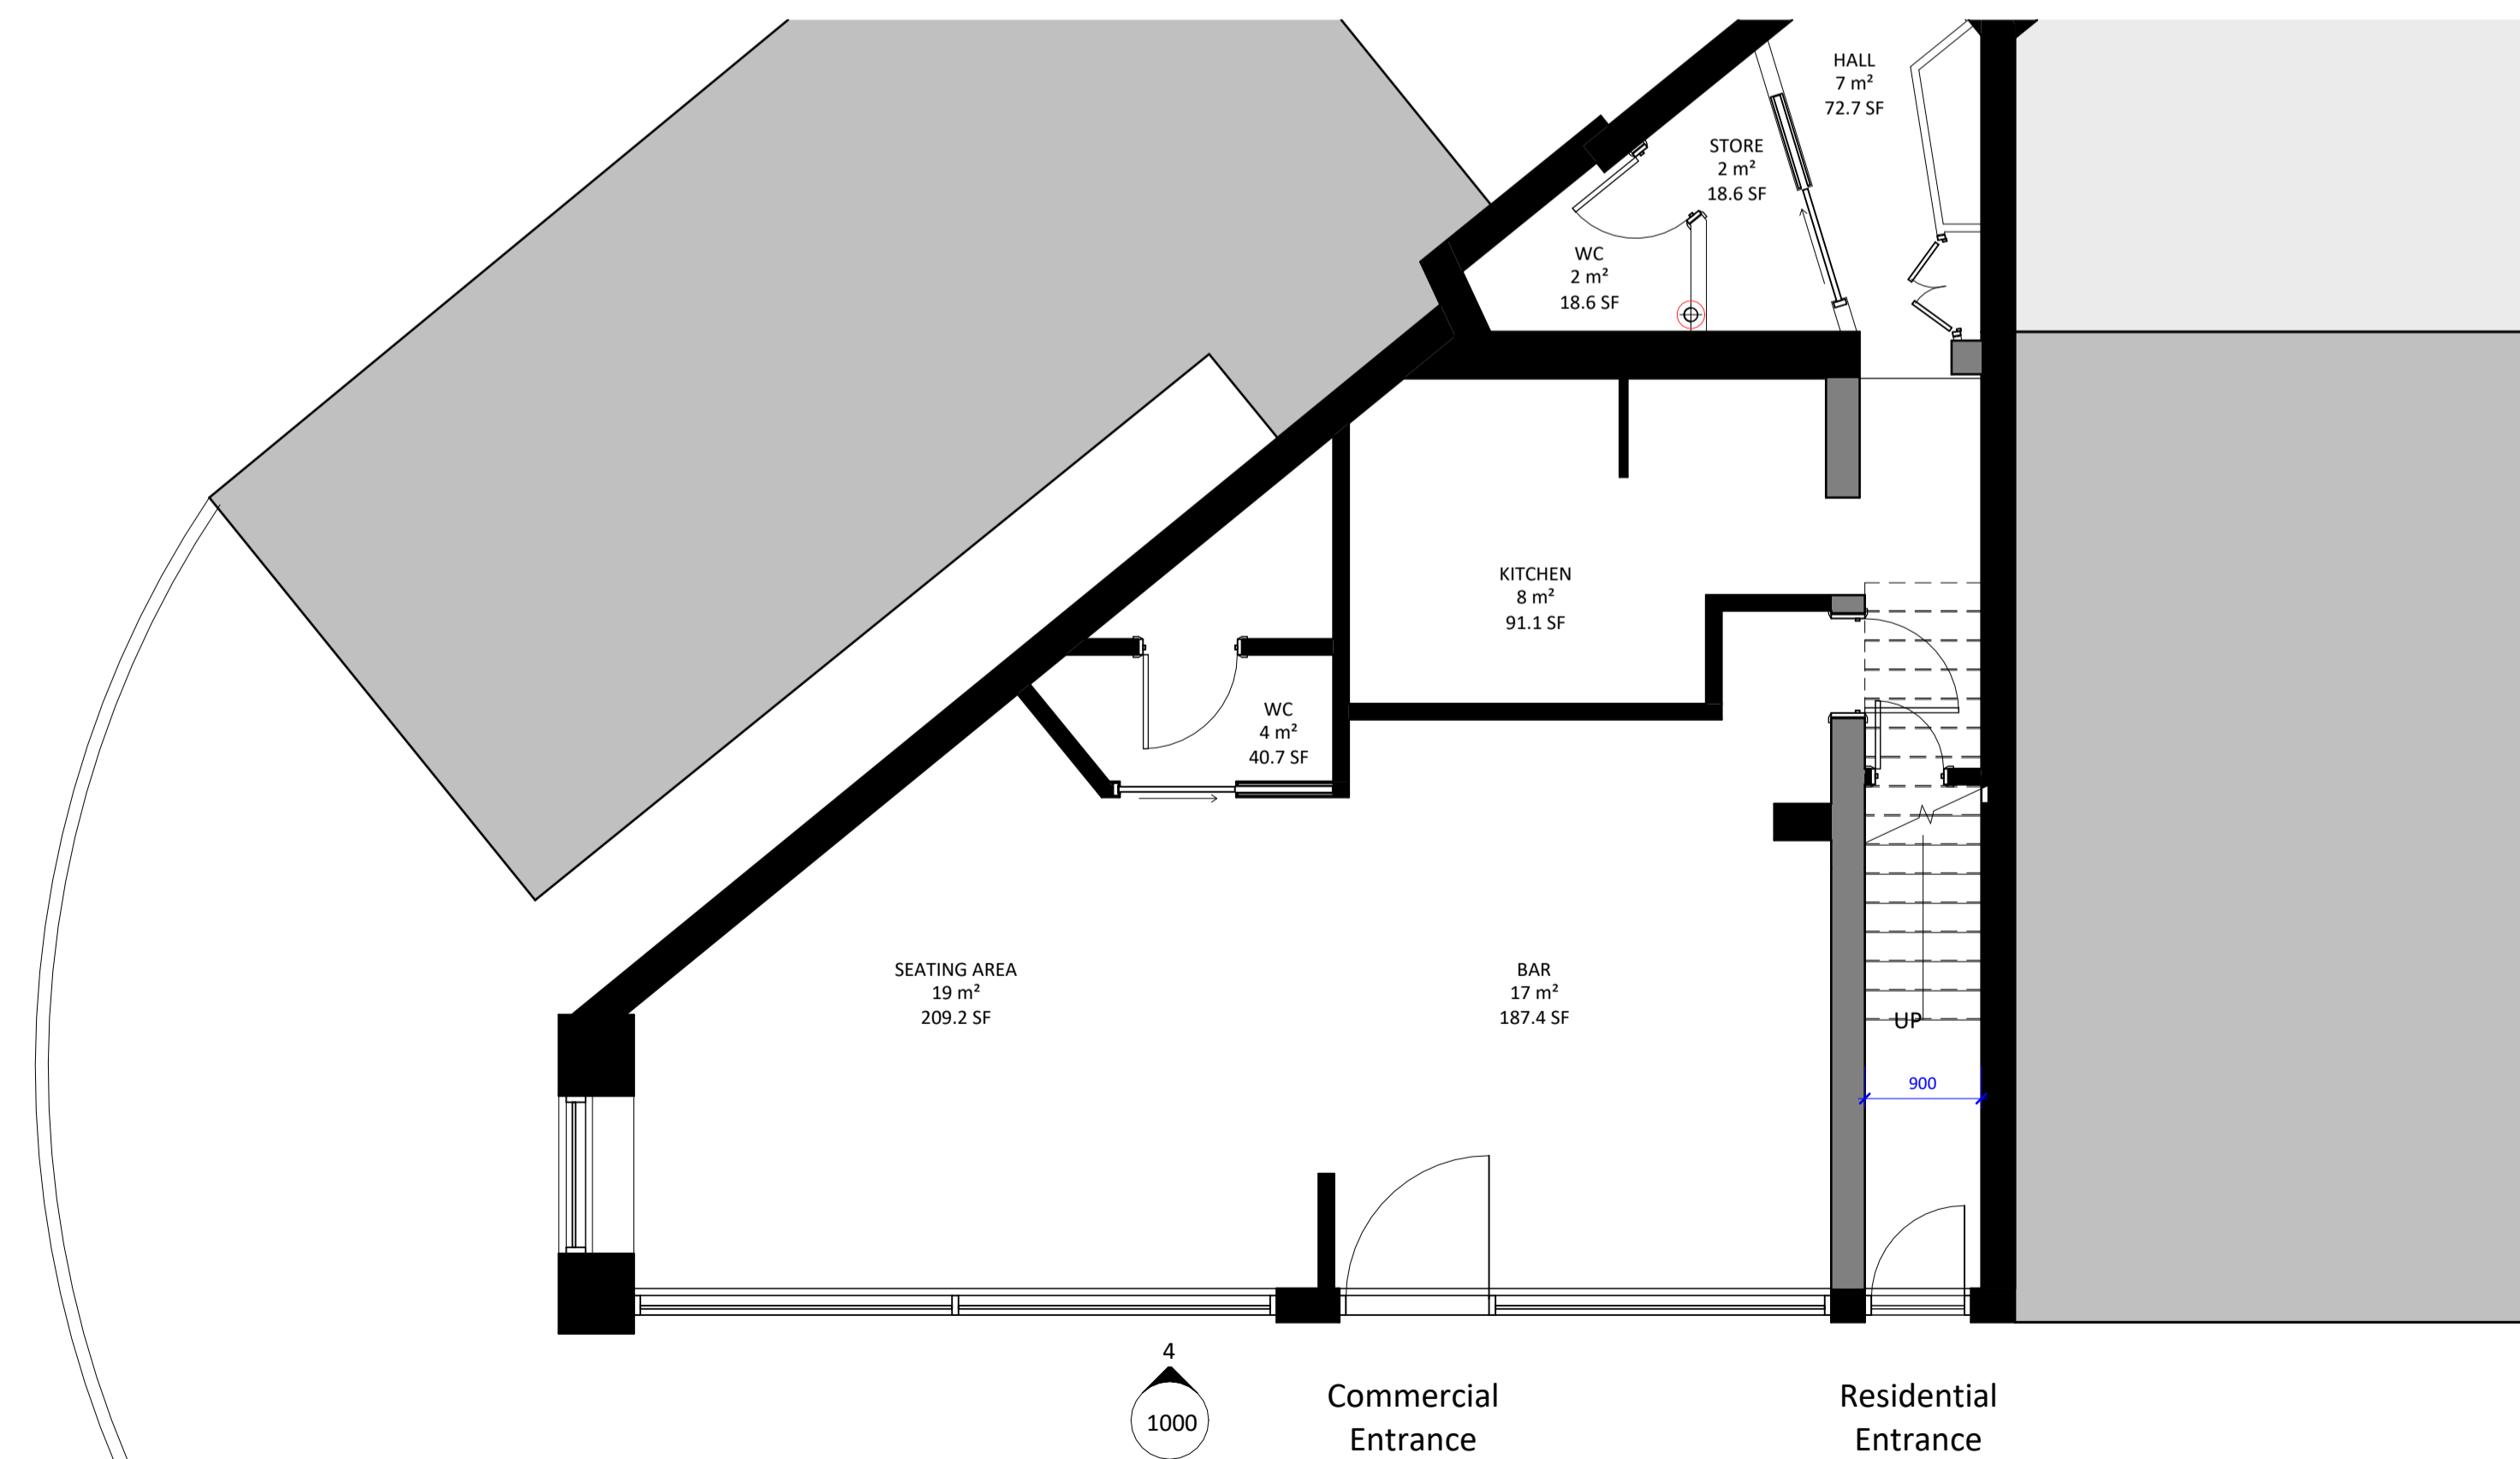 HALL
7 m²
72.7 SF
STORE
2 m²
18.6 SF
WC
2 m²
18.6 SF
KITCHEN
8 m²
91.1 SF
WC
4 m²
40.7 SF
SEATING AREA
19 m²
209.2 SF
BAR
17 m²
187.4 SF
UP
900
4
1000
Commercial
Entrance
Residential
Entrance